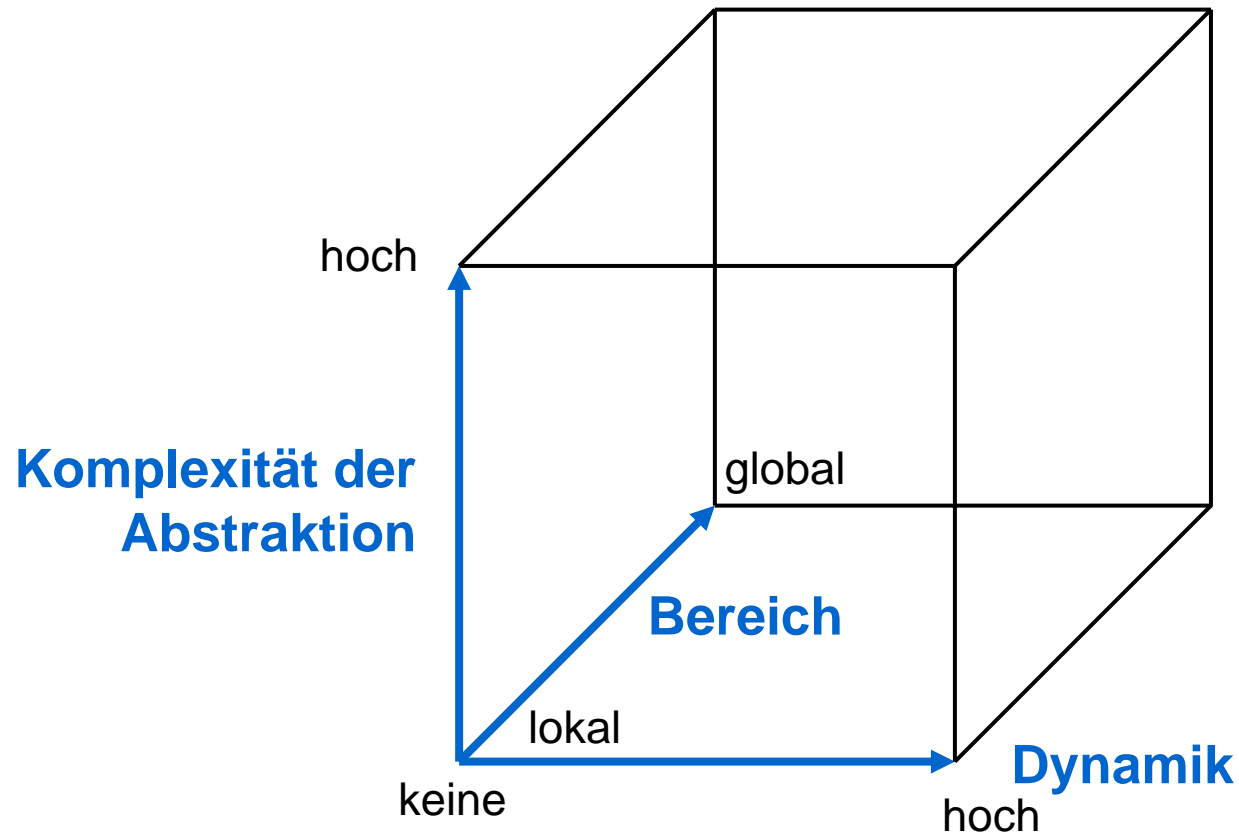 hoch
Komplexität der
Abstraktion
global
Bereich
lokal
Dynamik
keine
hoch